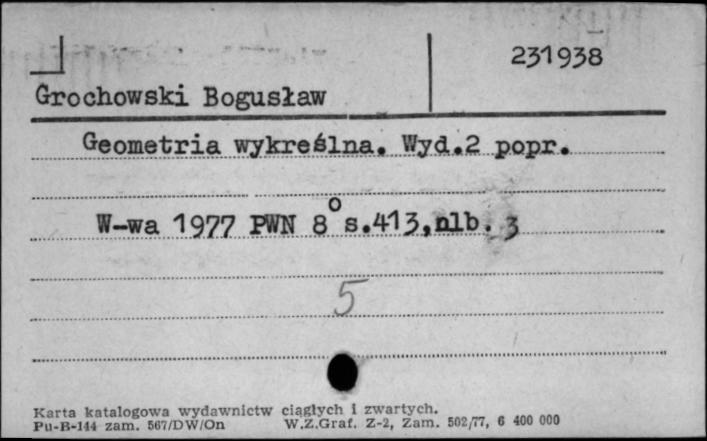 231938
Grochowski Bogusław
Geometria wykreślna. Wyd.2 popr.
W-wa 1977 PWN 8° s.413,nlb. 3
5
Karta katalogowa wydawnictw ciągłych i zwartych.
Pu-B-144 zam. 567/DW/On W.Z.Graf. Z-2, Zam. 502/77, 6 400 000